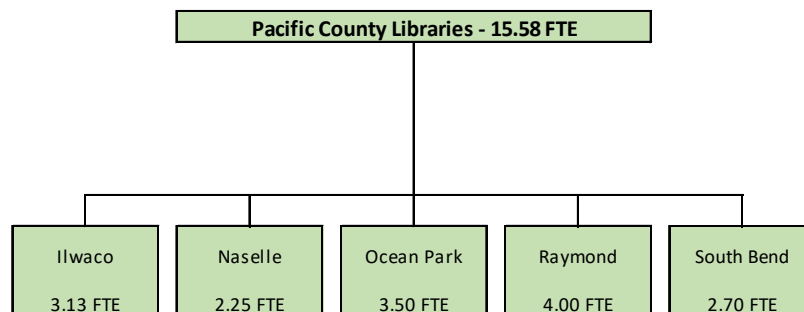 Pacific County Libraries - 15.58 FTE
Ilwaco
3.13 FTE
Naselle
2.25 FTE
Ocean Park
3.50 FTE
Raymond
4.00 FTE
South Bend
2.70 FTE